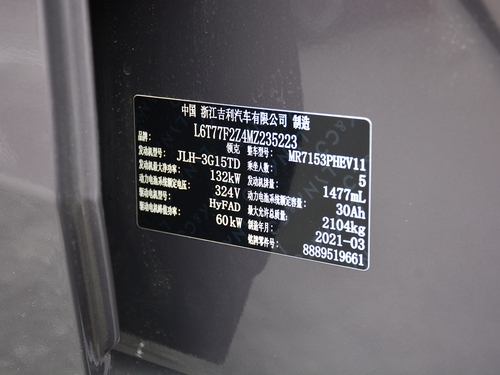 中国 浙江吉利汽车有限公司 制造
L6T77F2Z4MZ235223
品牌: 领克 整车型号: MR7153PHEV11
发动机型号: JLH-3G15TD 乘坐人数: 5
发动机最大净功率: 132kW 发动机排量: 1477mL
动力电池系统额定电压: 324V 动力电池系统额定容量: 30Ah
驱动电机型号: HyFAD 最大允许总质量: 2104kg
驱动电机峰值功率: 60kW 制造年月: 2021-03
铭牌零件号: 8889519661